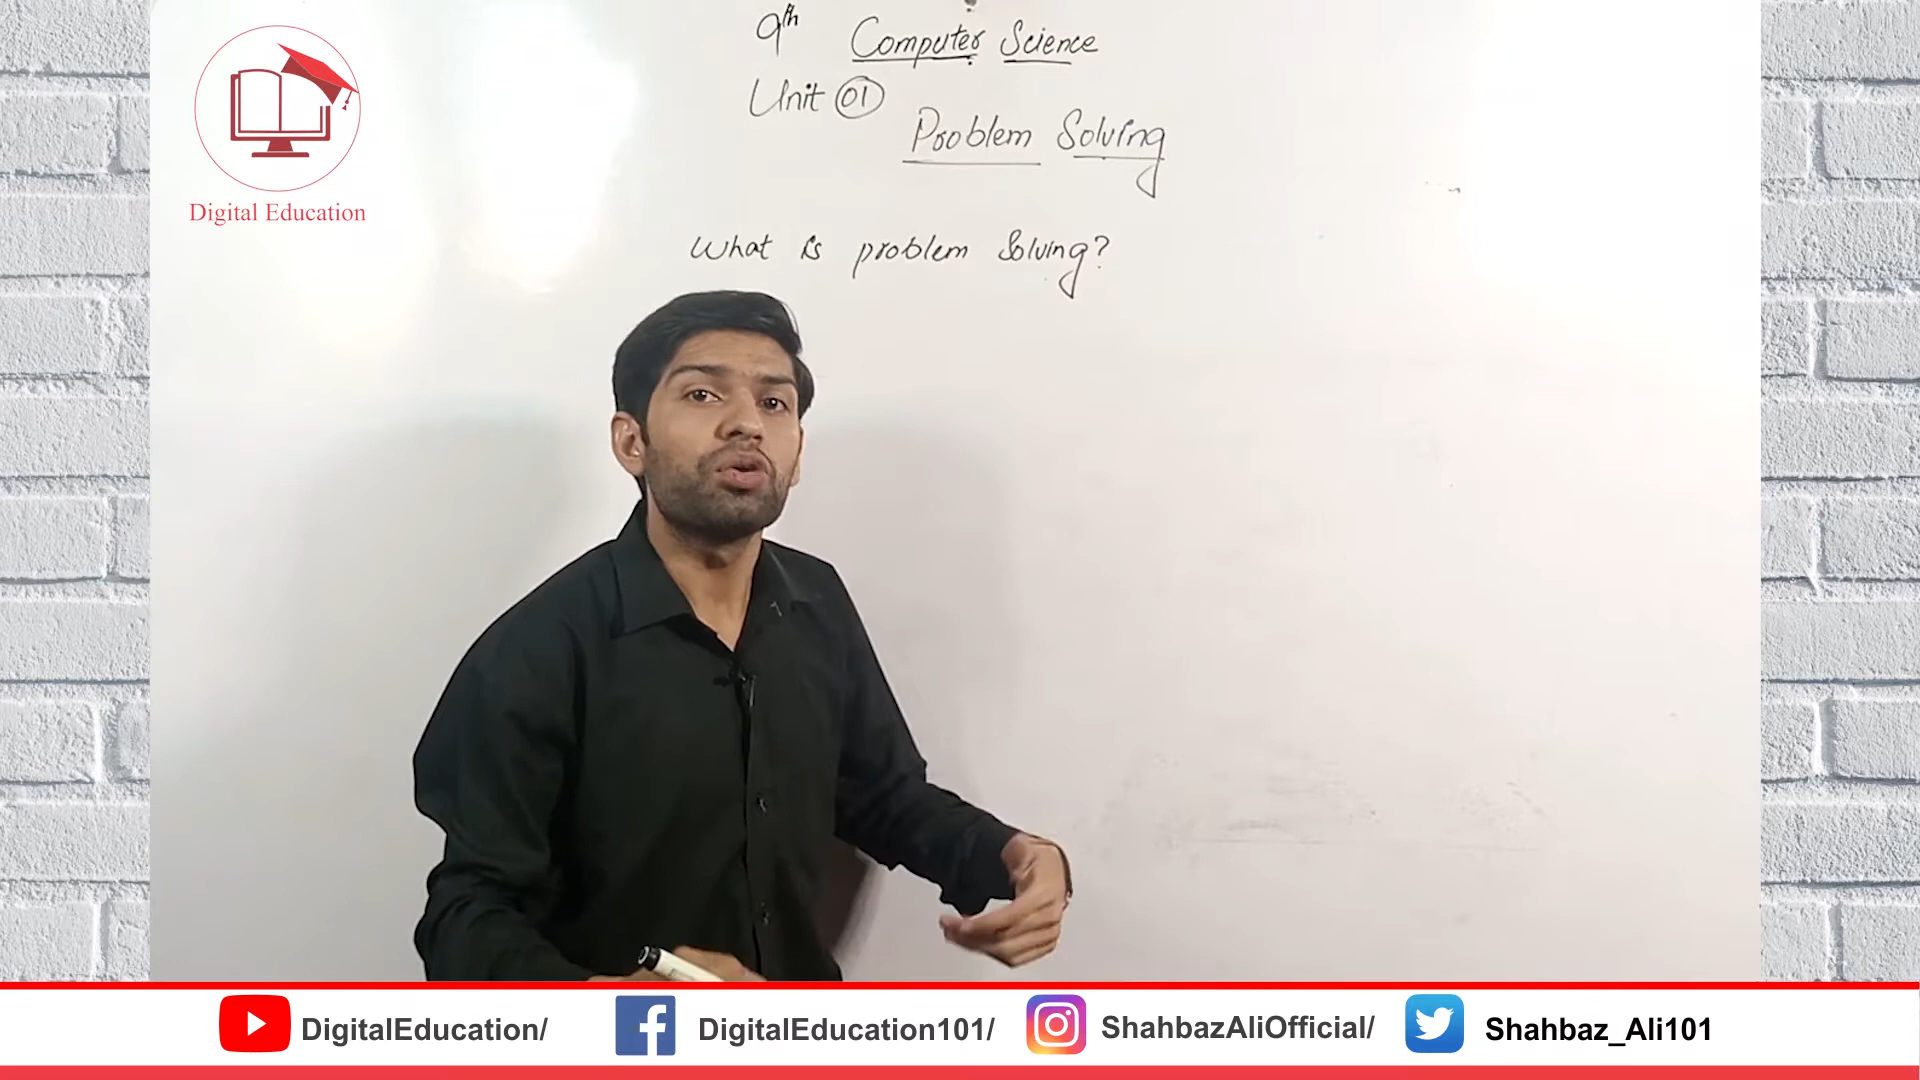 9th Computer Science
Unit 01
Problem Solving
What is problem Solving?
Digital Education
DigitalEducation/
DigitalEducation101/
ShahbazAliOfficial/
Shahbaz_Ali101